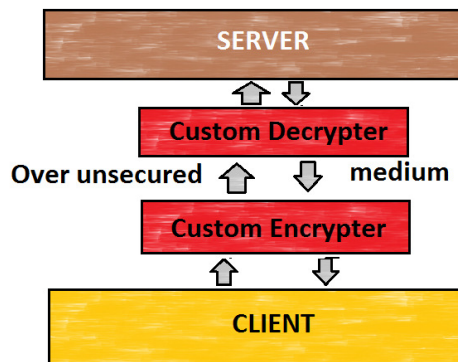 SERVER
Custom Decrypter
Over unsecured medium
Custom Encrypter
CLIENT